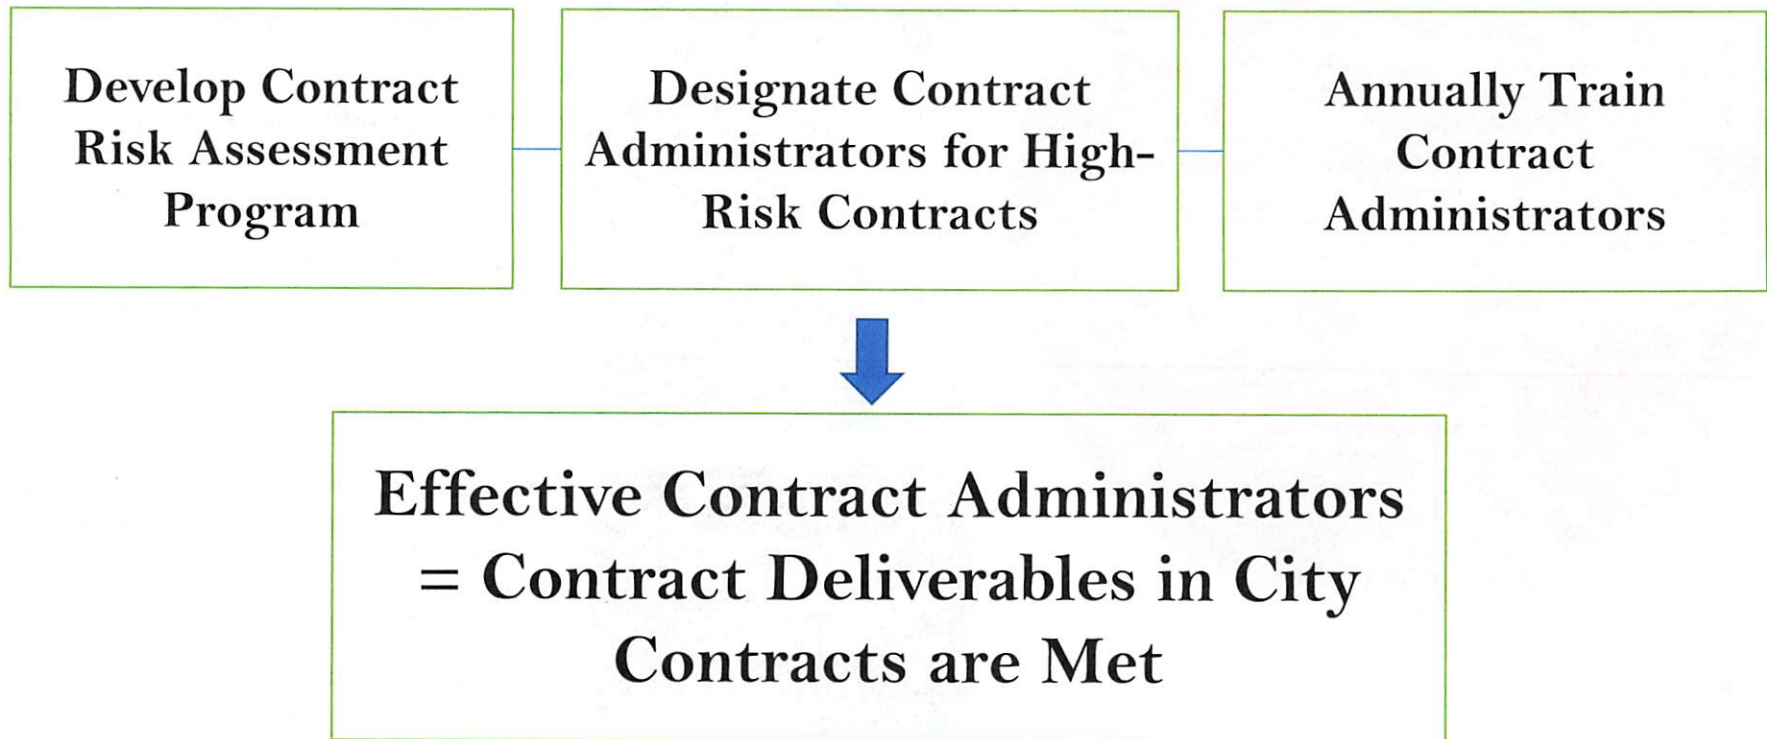 Develop Contract
Risk Assessment
Program
Designate Contract
Administrators for High-
Risk Contracts
Annually Train
Contract
Administrators
Effective Contract Administrators
= Contract Deliverables in City
Contracts are Met